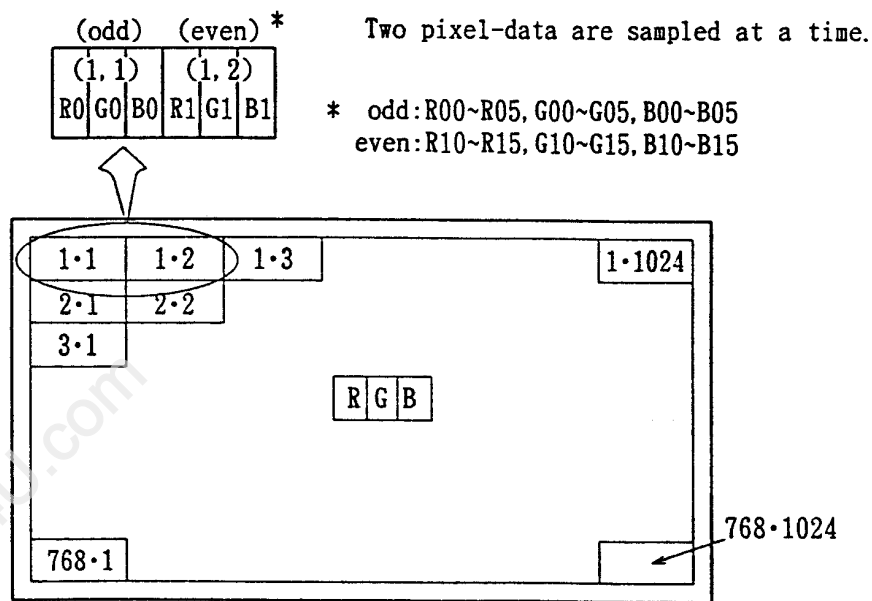 (odd) (even) * Two pixel-data are sampled at a time.
(1, 1) (1, 2)
R0 G0 B0 R1 G1 B1
* odd:R00~R05, G00~G05, B00~B05
even:R10~R15, G10~G15, B10~B15
1·1 1·2 1·3 1·1024
2·1 2·2
3·1
R G B
768·1024
768·1